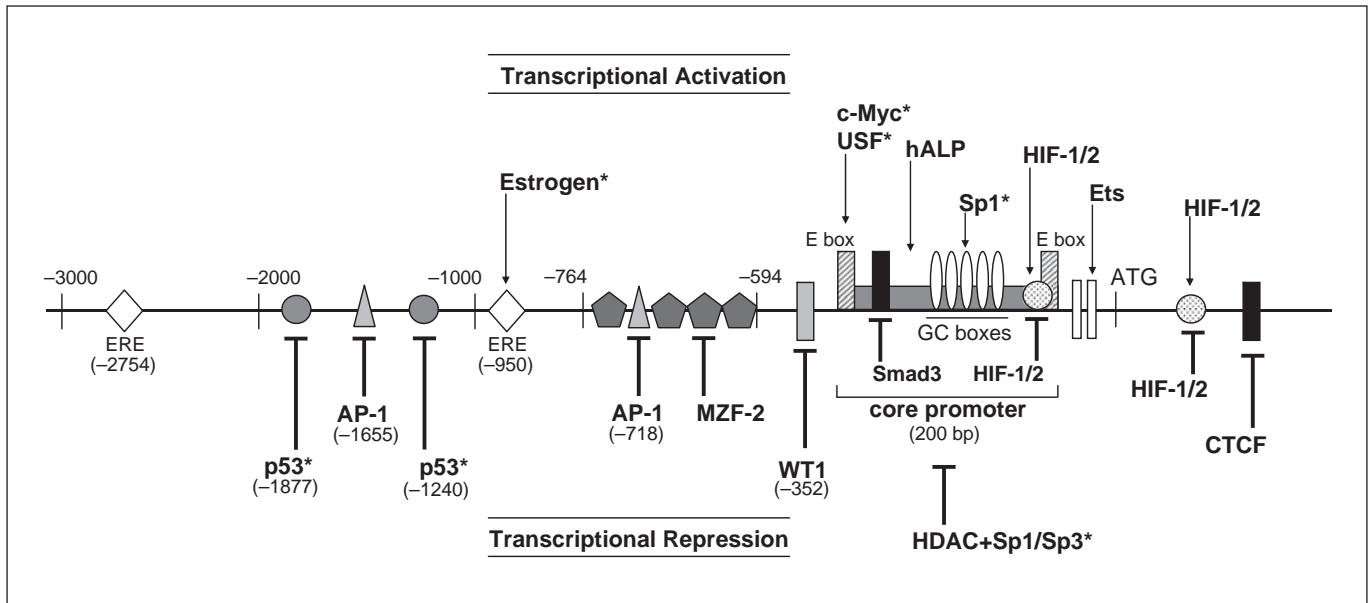 Transcriptional Activation
c-Myc*
USF*
hALP
HIF-1/2
Estrogen*
Sp1*
Ets
HIF-1/2
E box
E box
–3000
–2000
–1000
–764
–594
ATG
ERE
(–2754)
ERE
(–950)
GC boxes
Smad3
HIF-1/2
HIF-1/2
AP-1
(–1655)
AP-1
(–718)
MZF-2
core promoter
(200 bp)
CTCF
p53*
(–1877)
p53*
(–1240)
WT1
(–352)
Transcriptional Repression
HDAC+Sp1/Sp3*